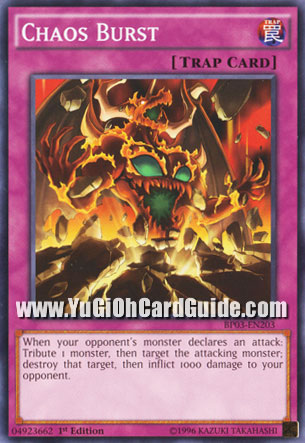 CHAOS BURST
TRAP
罠
[TRAP CARD]
www.YuGiOhCardGuide.com
BP03-EN203
When your opponent's monster declares an attack:
Tribute 1 monster, then target the attacking monster;
destroy that target, then inflict 1000 damage to your
opponent.
04923662 1st Edition ©1996 KAZUKI TAKAHASHI